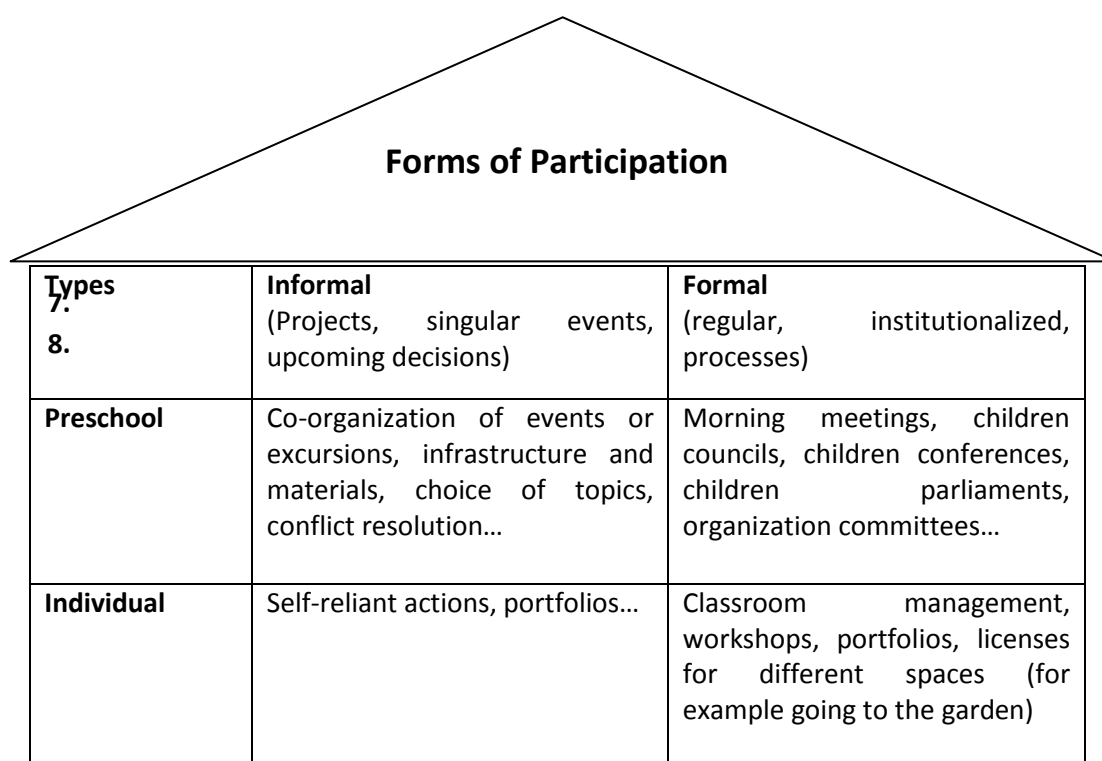 Forms of Participation
Types
7.
8.
Informal
(Projects, singular events,
upcoming decisions)
Formal
(regular, institutionalized,
processes)
Preschool
Co-organization of events or
excursions, infrastructure and
materials, choice of topics,
conflict resolution…
Morning meetings, children
councils, children conferences,
children parliaments,
organization committees…
Individual
Self-reliant actions, portfolios…
Classroom management,
workshops, portfolios, licenses
for different spaces (for
example going to the garden)